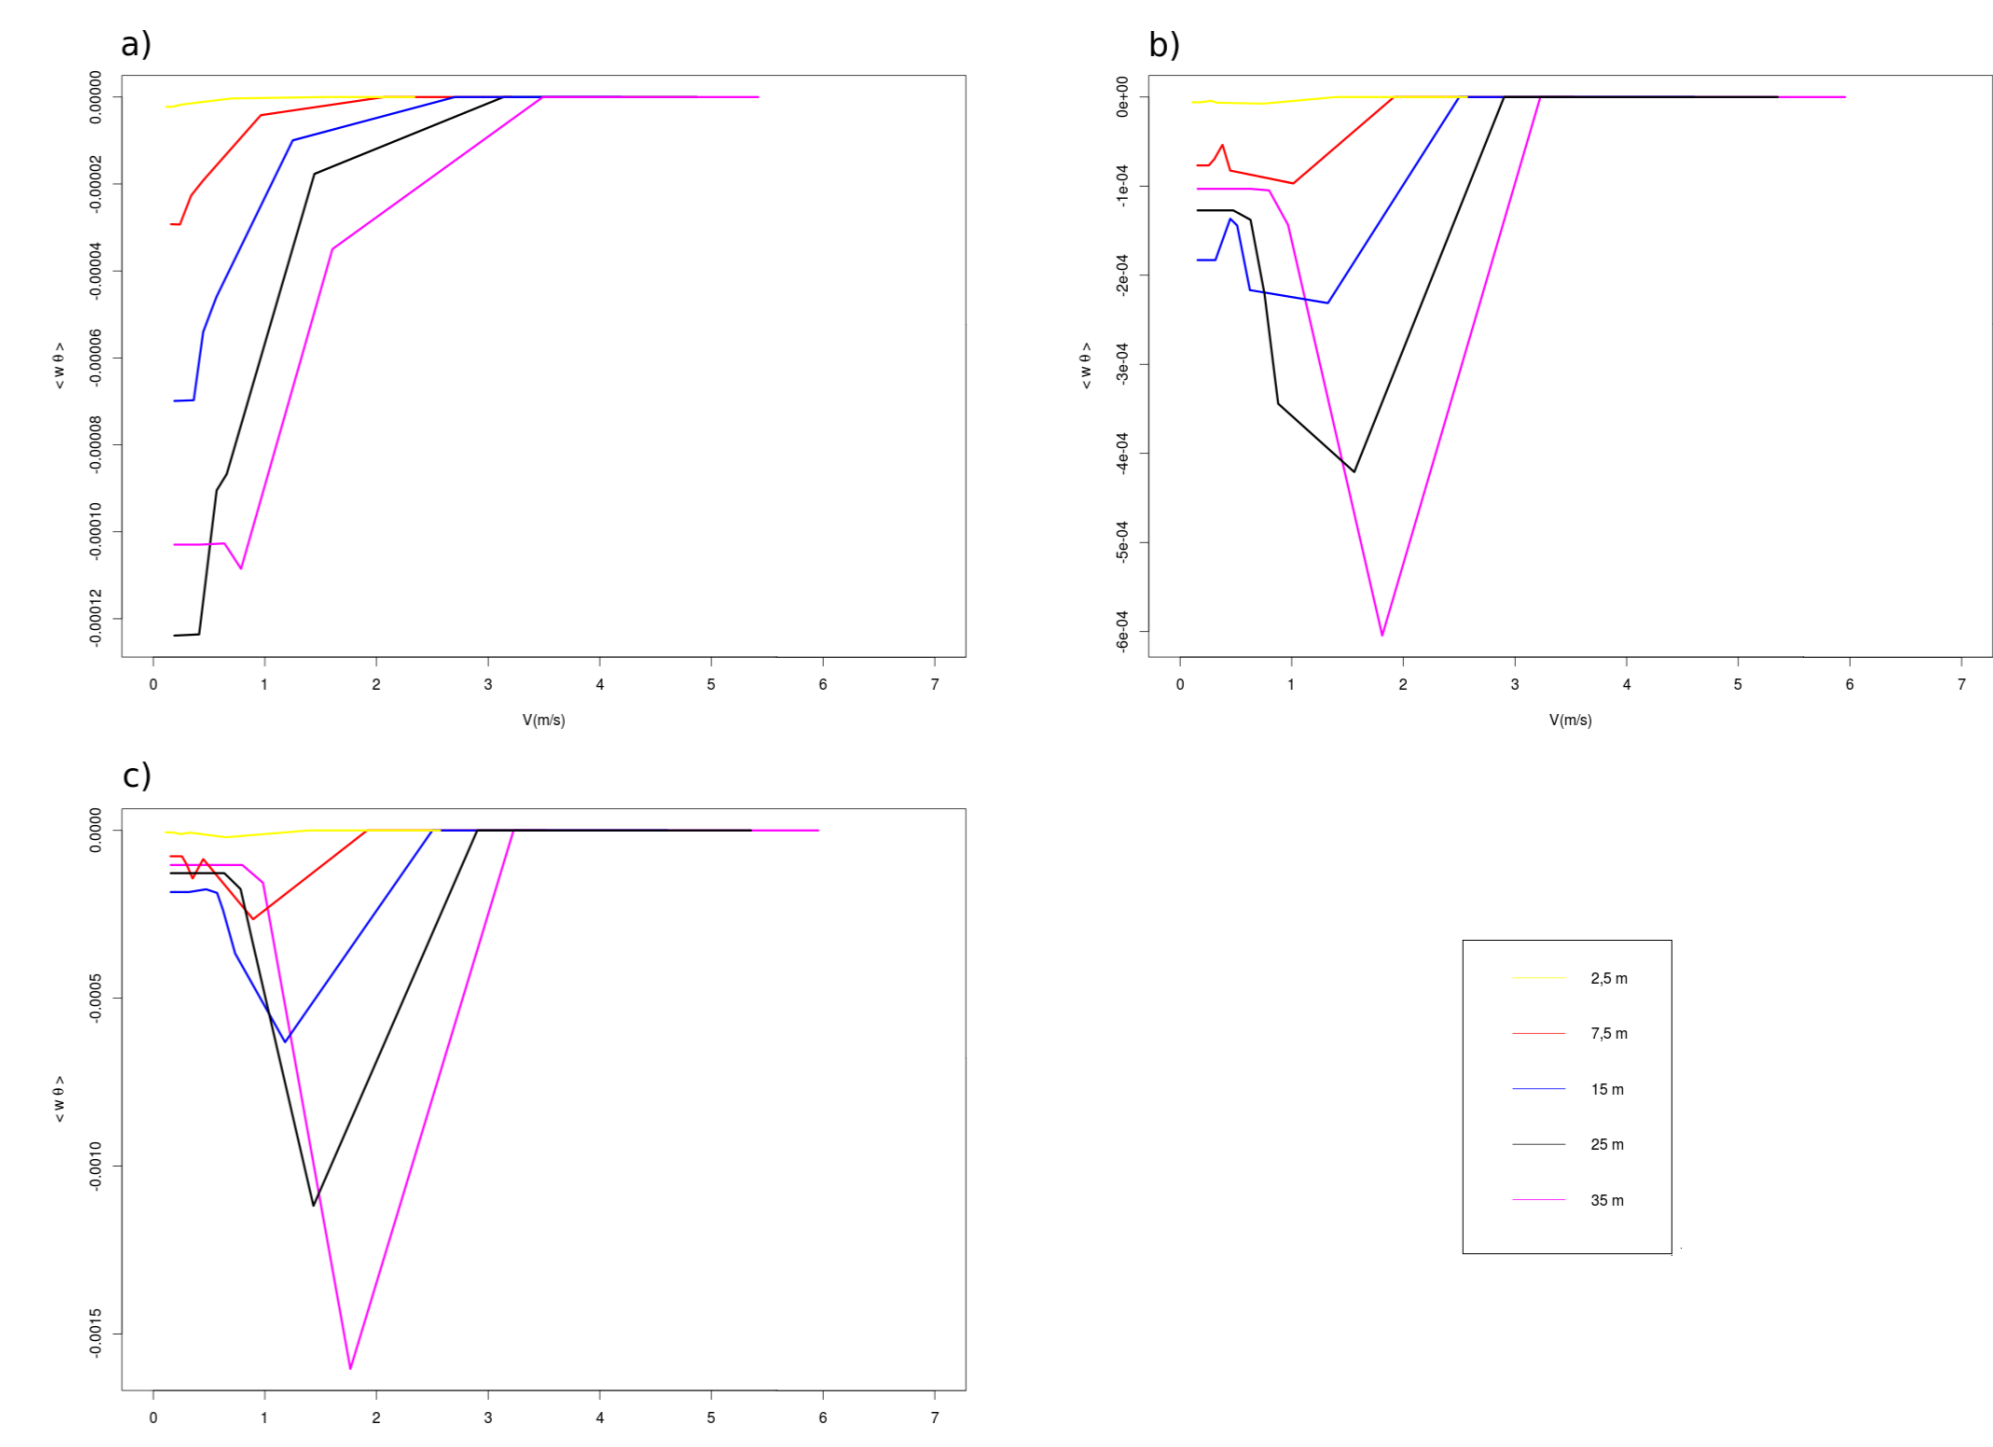 a)
0.00000
-0.00002
-0.00004
-0.00006
-0.00008
-0.00010
-0.00012
< w θ >
0 1 2 3 4 5 6 7
V(m/s)
b)
0e+00
-1e-04
-2e-04
-3e-04
-4e-04
-5e-04
-6e-04
< w θ >
0 1 2 3 4 5 6 7
V(m/s)
c)
0.0000
-0.0005
-0.0010
-0.0015
< w θ >
0 1 2 3 4 5 6 7
2,5 m
7,5 m
15 m
25 m
35 m